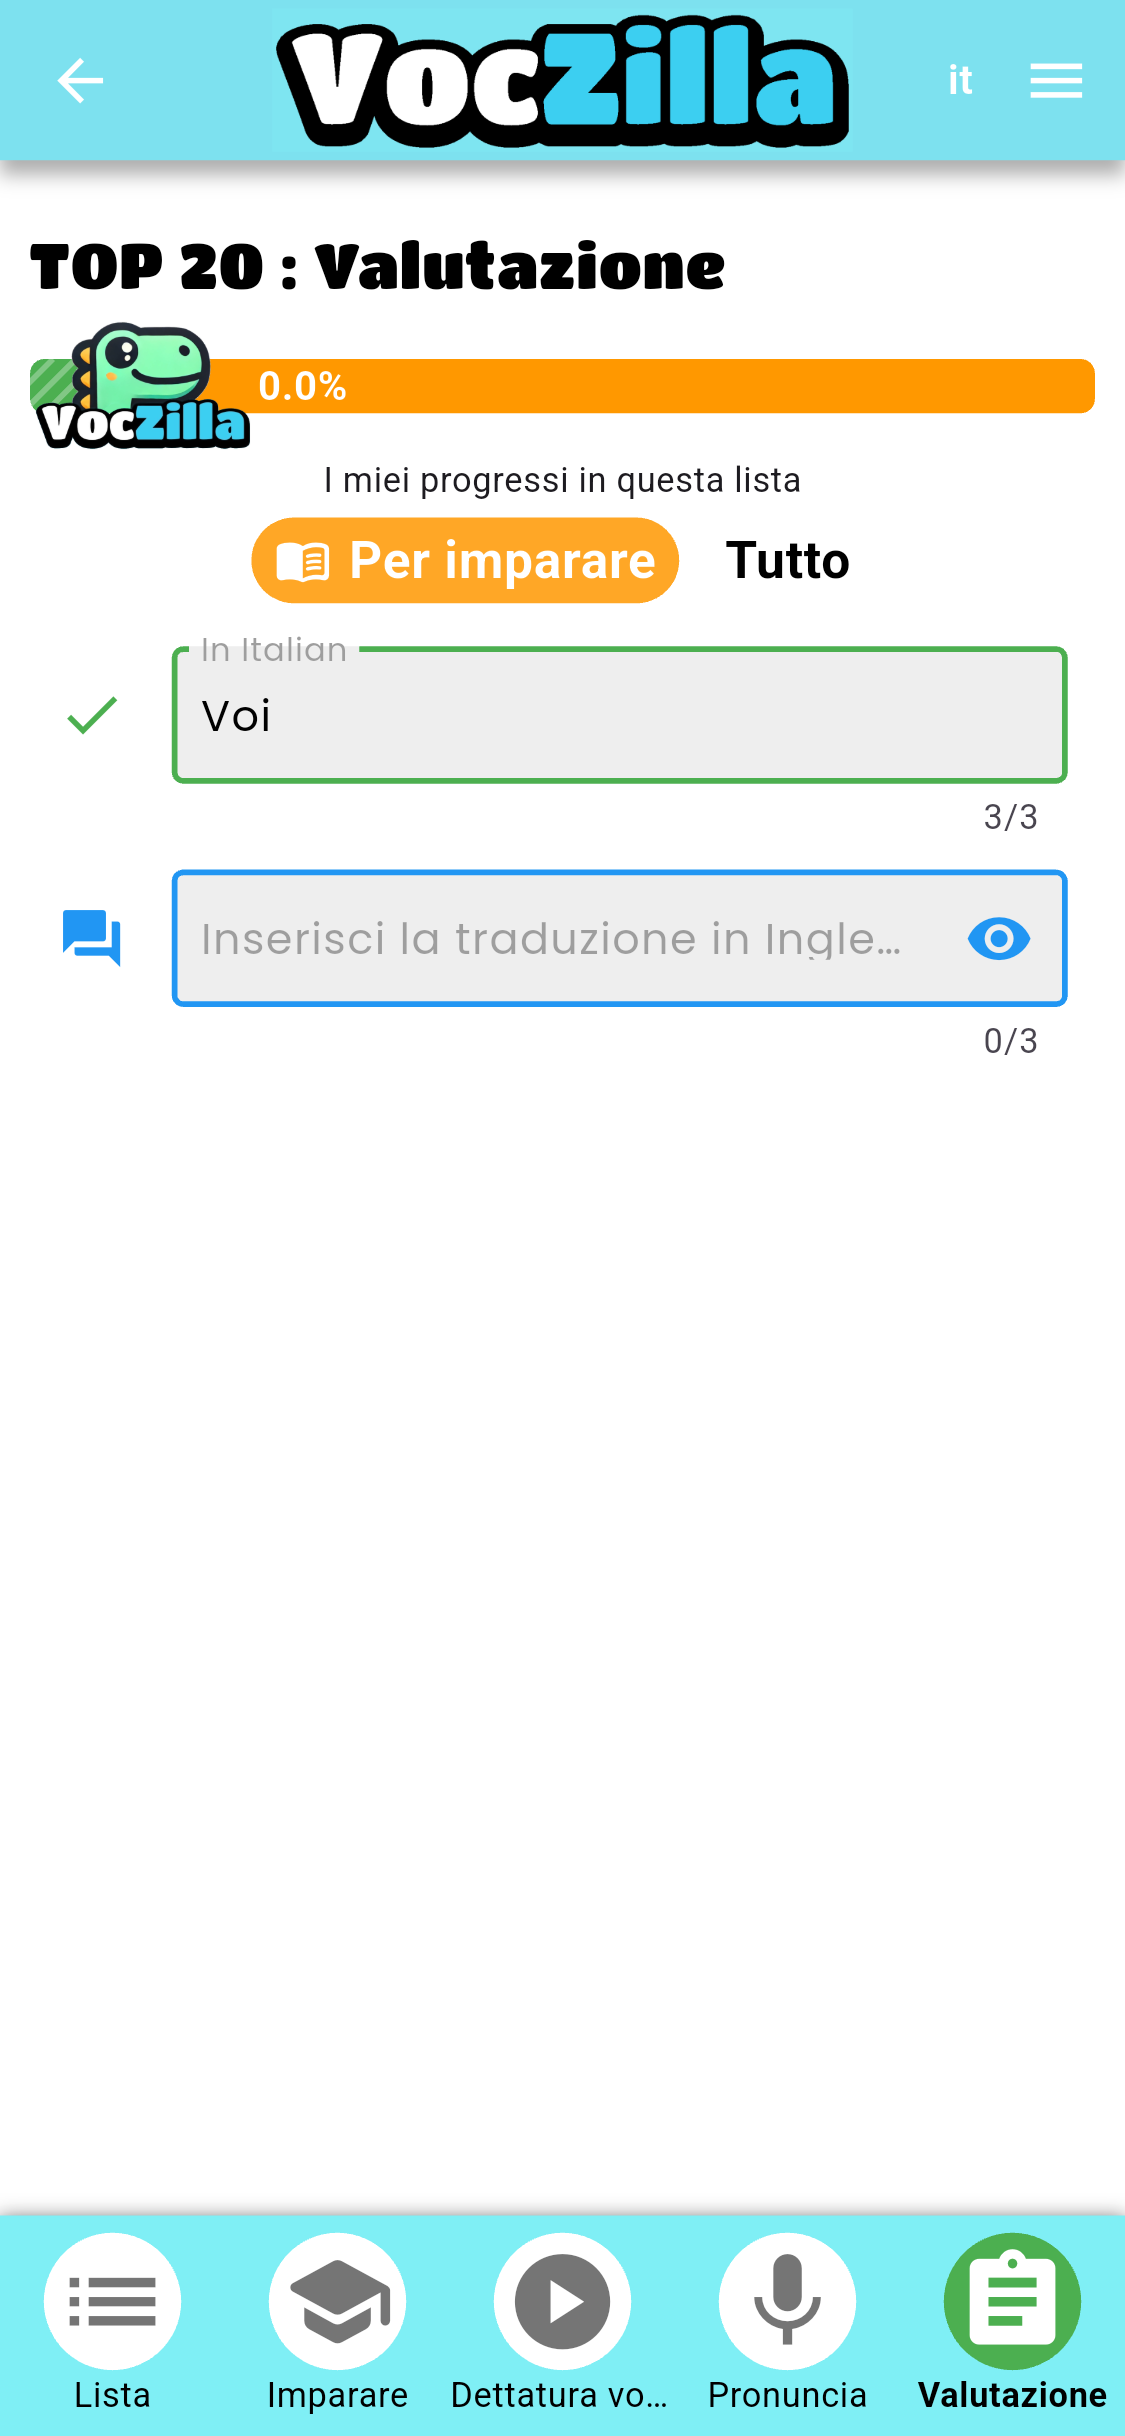 VocZilla
it
TOP 20 : Valutazione
0.0%
VocZilla
I miei progressi in questa lista
Per imparare
Tutto
In Italian
Voi
3/3
Inserisci la traduzione in Ingle...
0/3
Lista
Imparare
Dettatura vo...
Pronuncia
Valutazione